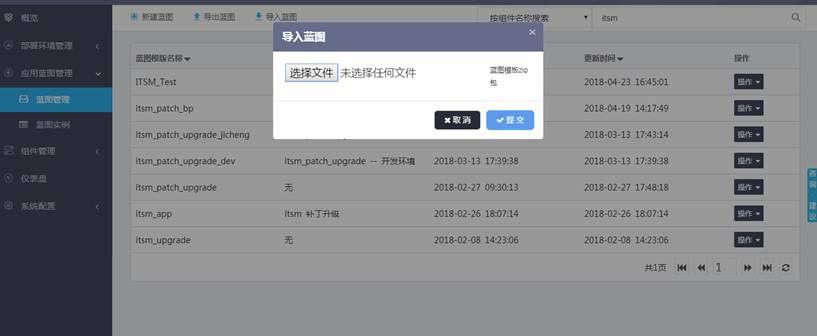 概览
部署环境管理
应用蓝图管理
蓝图管理
蓝图实例
组件管理
仪表盘
系统配置
新建蓝图 导出蓝图 导入蓝图 按组件名称搜索 itsm
导入蓝图 ×
选择文件 未选择任何文件 蓝图模板zip
包
取消 提交
蓝图模版名称 更新时间 操作
ITSM_Test 2018-04-23 16:45:01 操作
itsm_patch_bp 2018-04-19 14:17:49 操作
itsm_patch_upgrade_jicheng 2018-03-13 17:43:14 操作
itsm_patch_upgrade_dev itsm_patch_upgrade -- 开发环境 2018-03-13 17:39:38 2018-03-13 17:39:38 操作
itsm_patch_upgrade 无 2018-02-27 09:30:13 2018-02-27 17:48:18 操作
itsm_app itsm 补丁升级 2018-02-26 18:07:14 2018-02-26 18:07:14 操作
itsm_upgrade 无 2018-02-08 14:23:06 2018-02-08 14:23:06 操作
共1页 1
咨询 建议